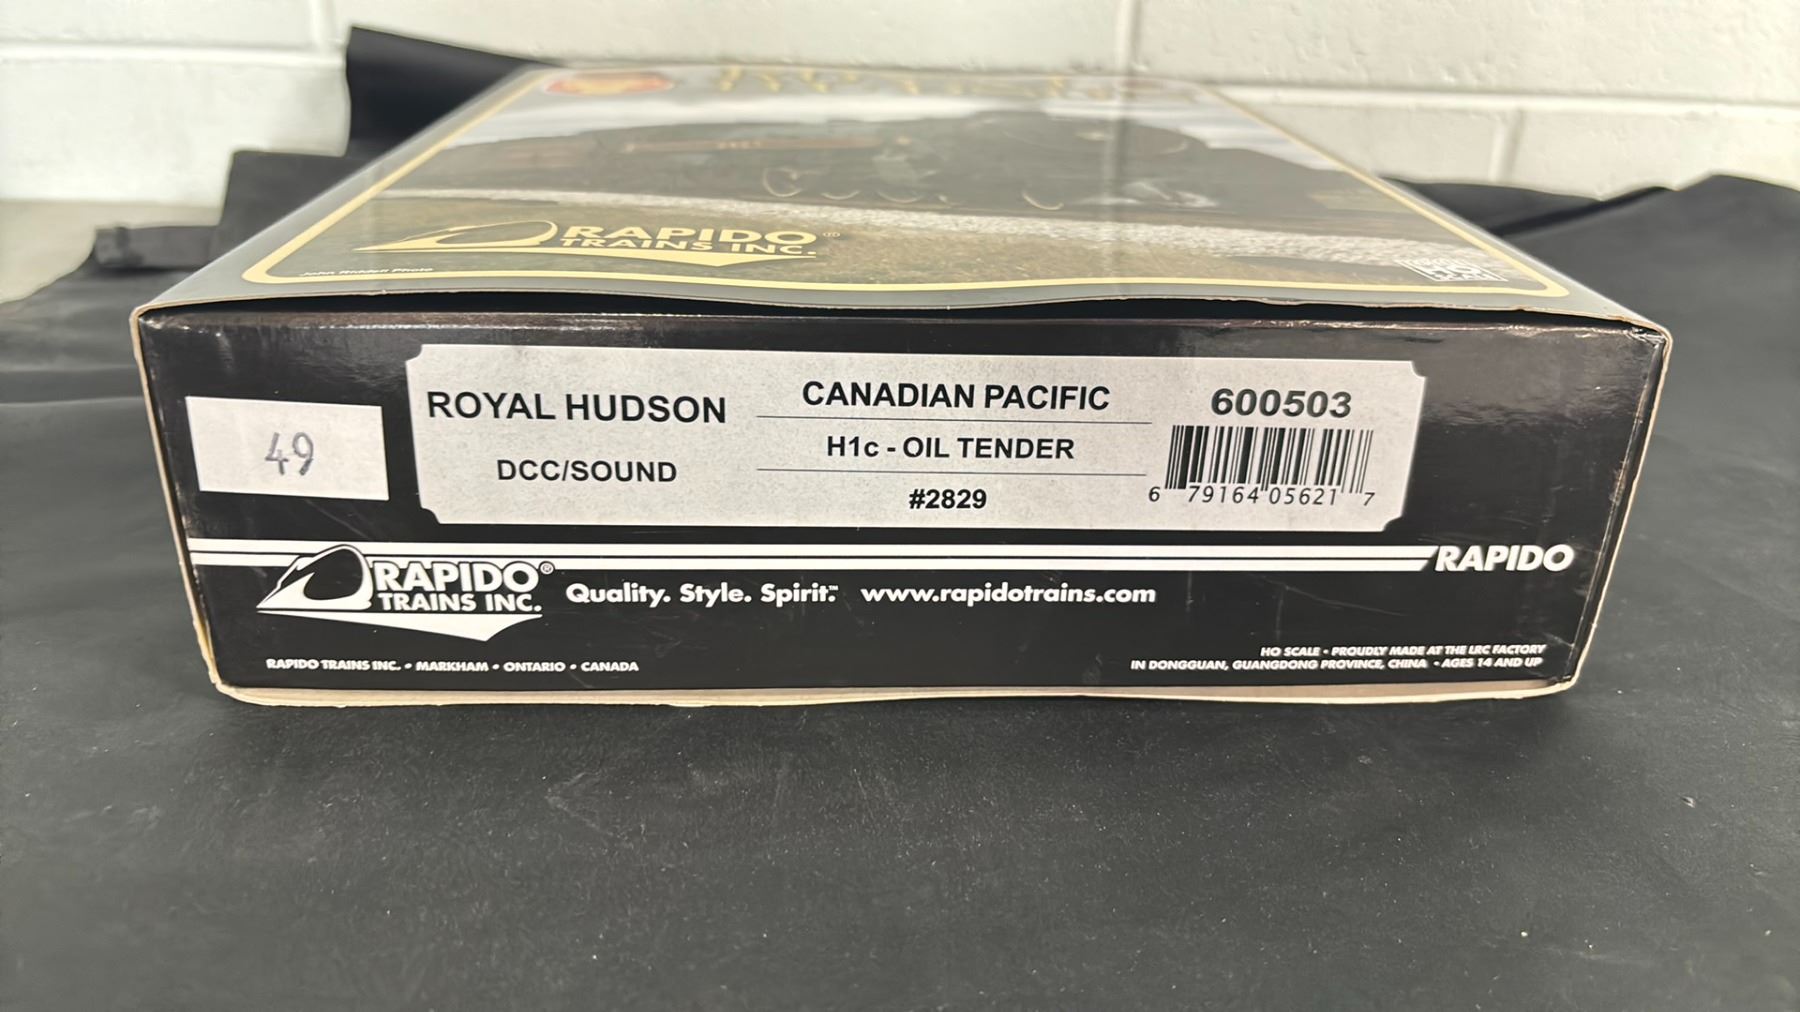 RAPIDO ®
TRAINS INC.
John Ridden Photo
49
ROYAL HUDSON
DCC/SOUND
CANADIAN PACIFIC
H1c - OIL TENDER
#2829
600503
6 79164 05621 7
RAPIDO
RAPIDO®
TRAINS INC.
Quality. Style. Spirit.™ www.rapidotrains.com
RAPIDO TRAINS INC. • MARKHAM • ONTARIO • CANADA
HO SCALE • PROUDLY MADE AT THE LRC FACTORY
IN DONGGUAN, GUANGDONG PROVINCE, CHINA • AGES 14 AND UP